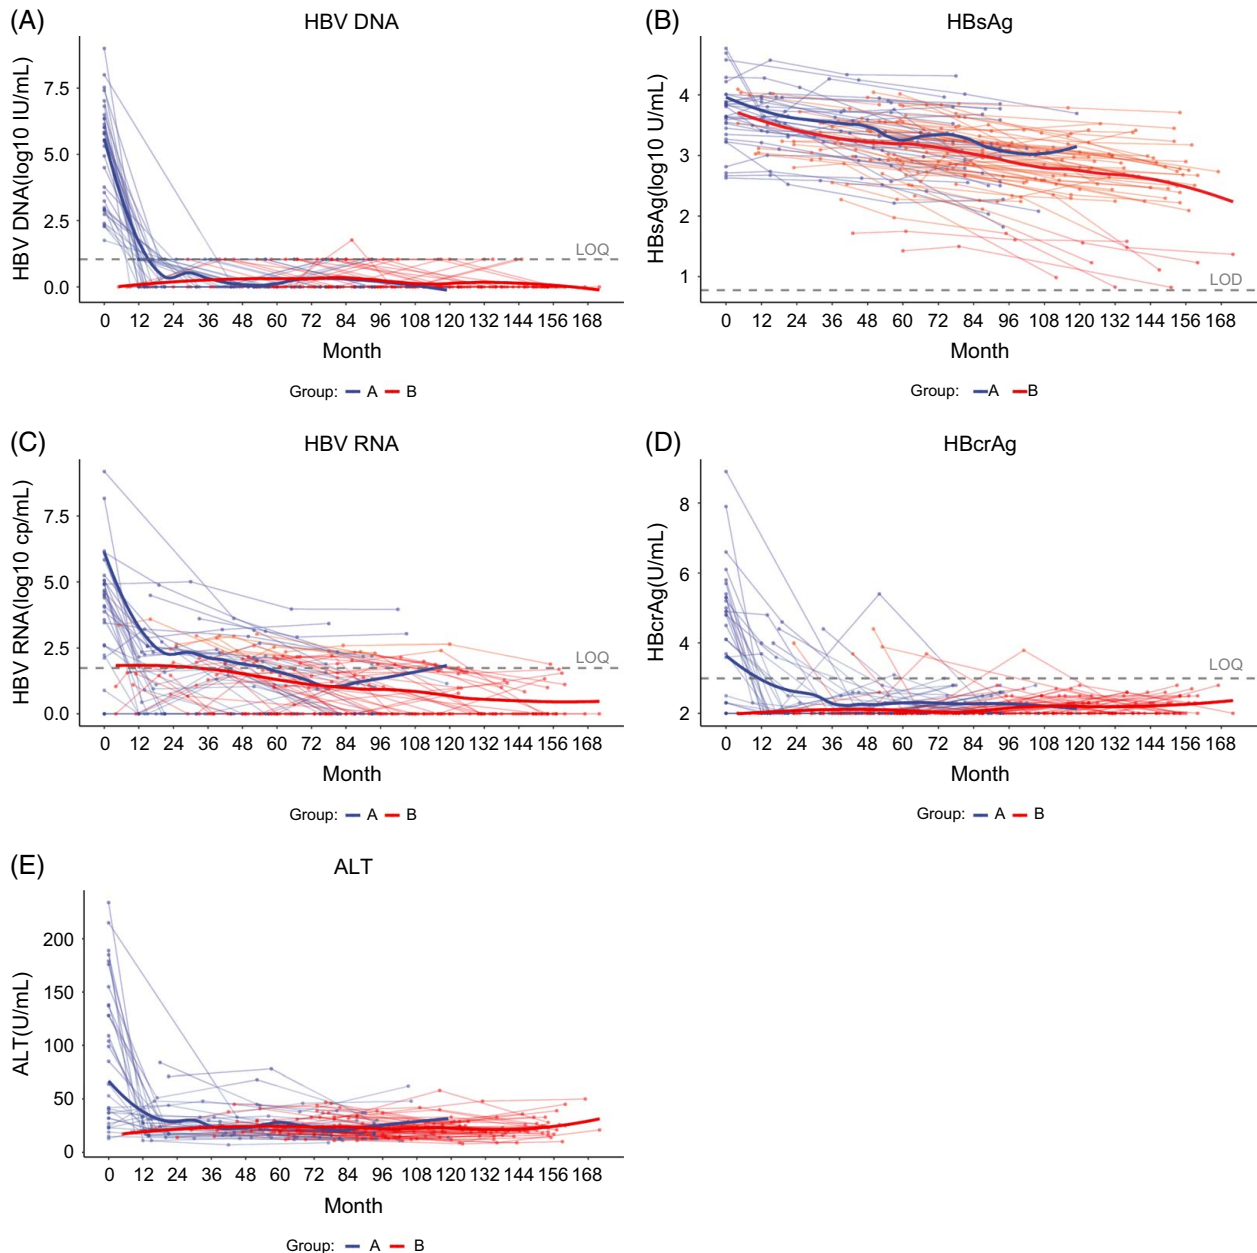 (A) HBV DNA
HBV DNA(log10 IU/mL)
7.5
5.0
2.5
0.0
LOQ
0 12 24 36 48 60 72 84 96 108 120 132 144 156 168
Month
Group: A B
(B) HBsAg
HBsAg(log10 U/mL)
4
3
2
1
LOD
0 12 24 36 48 60 72 84 96 108 120 132 144 156 168
Month
Group: A B
(C) HBV RNA
HBV RNA(log10 cp/mL)
7.5
5.0
2.5
0.0
LOQ
0 12 24 36 48 60 72 84 96 108 120 132 144 156 168
Month
Group: A B
(D) HBcrAg
HBcrAg(U/mL)
8
6
4
2
LOQ
0 12 24 36 48 60 72 84 96 108 120 132 144 156 168
Month
Group: A B
(E) ALT
ALT(U/mL)
200
150
100
50
0
0 12 24 36 48 60 72 84 96 108 120 132 144 156 168
Month
Group: A B